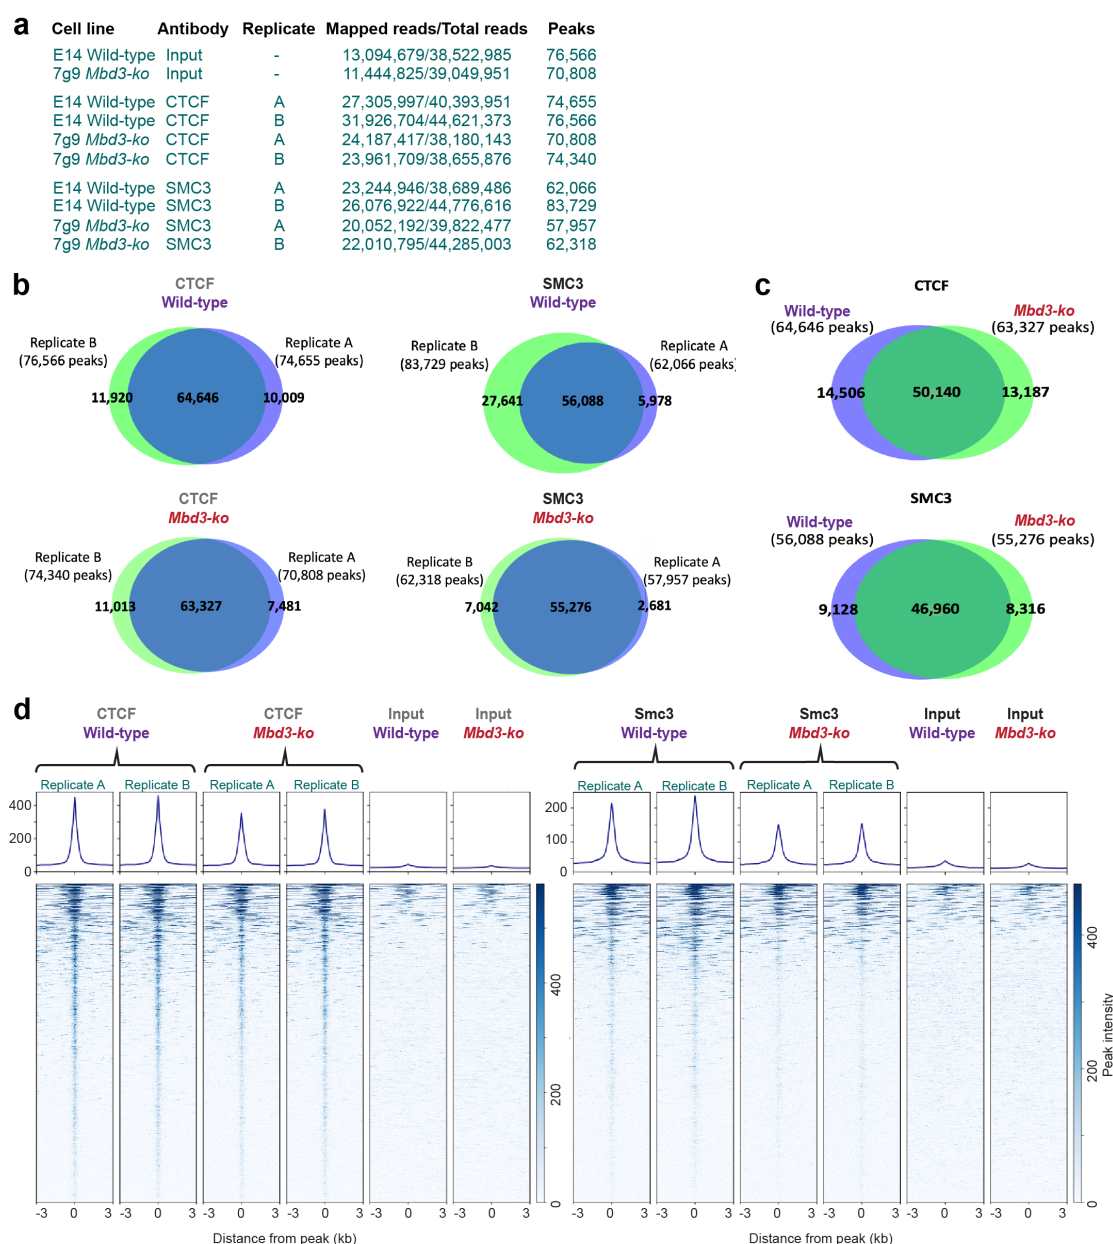 a
Cell line Antibody Replicate Mapped reads/Total reads Peaks
E14 Wild-type Input - 13,094,679/38,522,985 76,566
7g9 Mbd3-ko Input - 11,444,825/39,049,951 70,808
E14 Wild-type CTCF A 27,305,997/40,393,951 74,655
E14 Wild-type CTCF B 31,926,704/44,621,373 76,566
7g9 Mbd3-ko CTCF A 24,187,417/38,180,143 70,808
7g9 Mbd3-ko CTCF B 23,961,709/38,655,876 74,340
E14 Wild-type SMC3 A 23,244,946/38,689,486 62,066
E14 Wild-type SMC3 B 26,076,922/44,776,616 83,729
7g9 Mbd3-ko SMC3 A 20,052,192/39,822,477 57,957
7g9 Mbd3-ko SMC3 B 22,010,795/44,285,003 62,318
b
CTCF
Wild-type
Replicate B
(76,566 peaks)
Replicate A
(74,655 peaks)
11,920 64,646 10,009
SMC3
Wild-type
Replicate B
(83,729 peaks)
Replicate A
(62,066 peaks)
27,641 56,088 5,978
CTCF
Mbd3-ko
Replicate B
(74,340 peaks)
Replicate A
(70,808 peaks)
11,013 63,327 7,481
SMC3
Mbd3-ko
Replicate B
(62,318 peaks)
Replicate A
(57,957 peaks)
7,042 55,276 2,681
c
CTCF
Wild-type
(64,646 peaks)
Mbd3-ko
(63,327 peaks)
14,506 50,140 13,187
SMC3
Wild-type
(56,088 peaks)
Mbd3-ko
(55,276 peaks)
9,128 46,960 8,316
d
CTCF CTCF Input Input
Wild-type Mbd3-ko Wild-type Mbd3-ko
Replicate A Replicate B Replicate A Replicate B
400
200
0
400
200
0
-3 0 3 -3 0 3 -3 0 3 -3 0 3 -3 0 3 -3 0 3
Distance from peak (kb)
Smc3 Smc3 Input Input
Wild-type Mbd3-ko Wild-type Mbd3-ko
Replicate A Replicate B Replicate A Replicate B
200
100
0
400
200
0
Peak intensity
-3 0 3 -3 0 3 -3 0 3 -3 0 3 -3 0 3 -3 0 3
Distance from peak (kb)